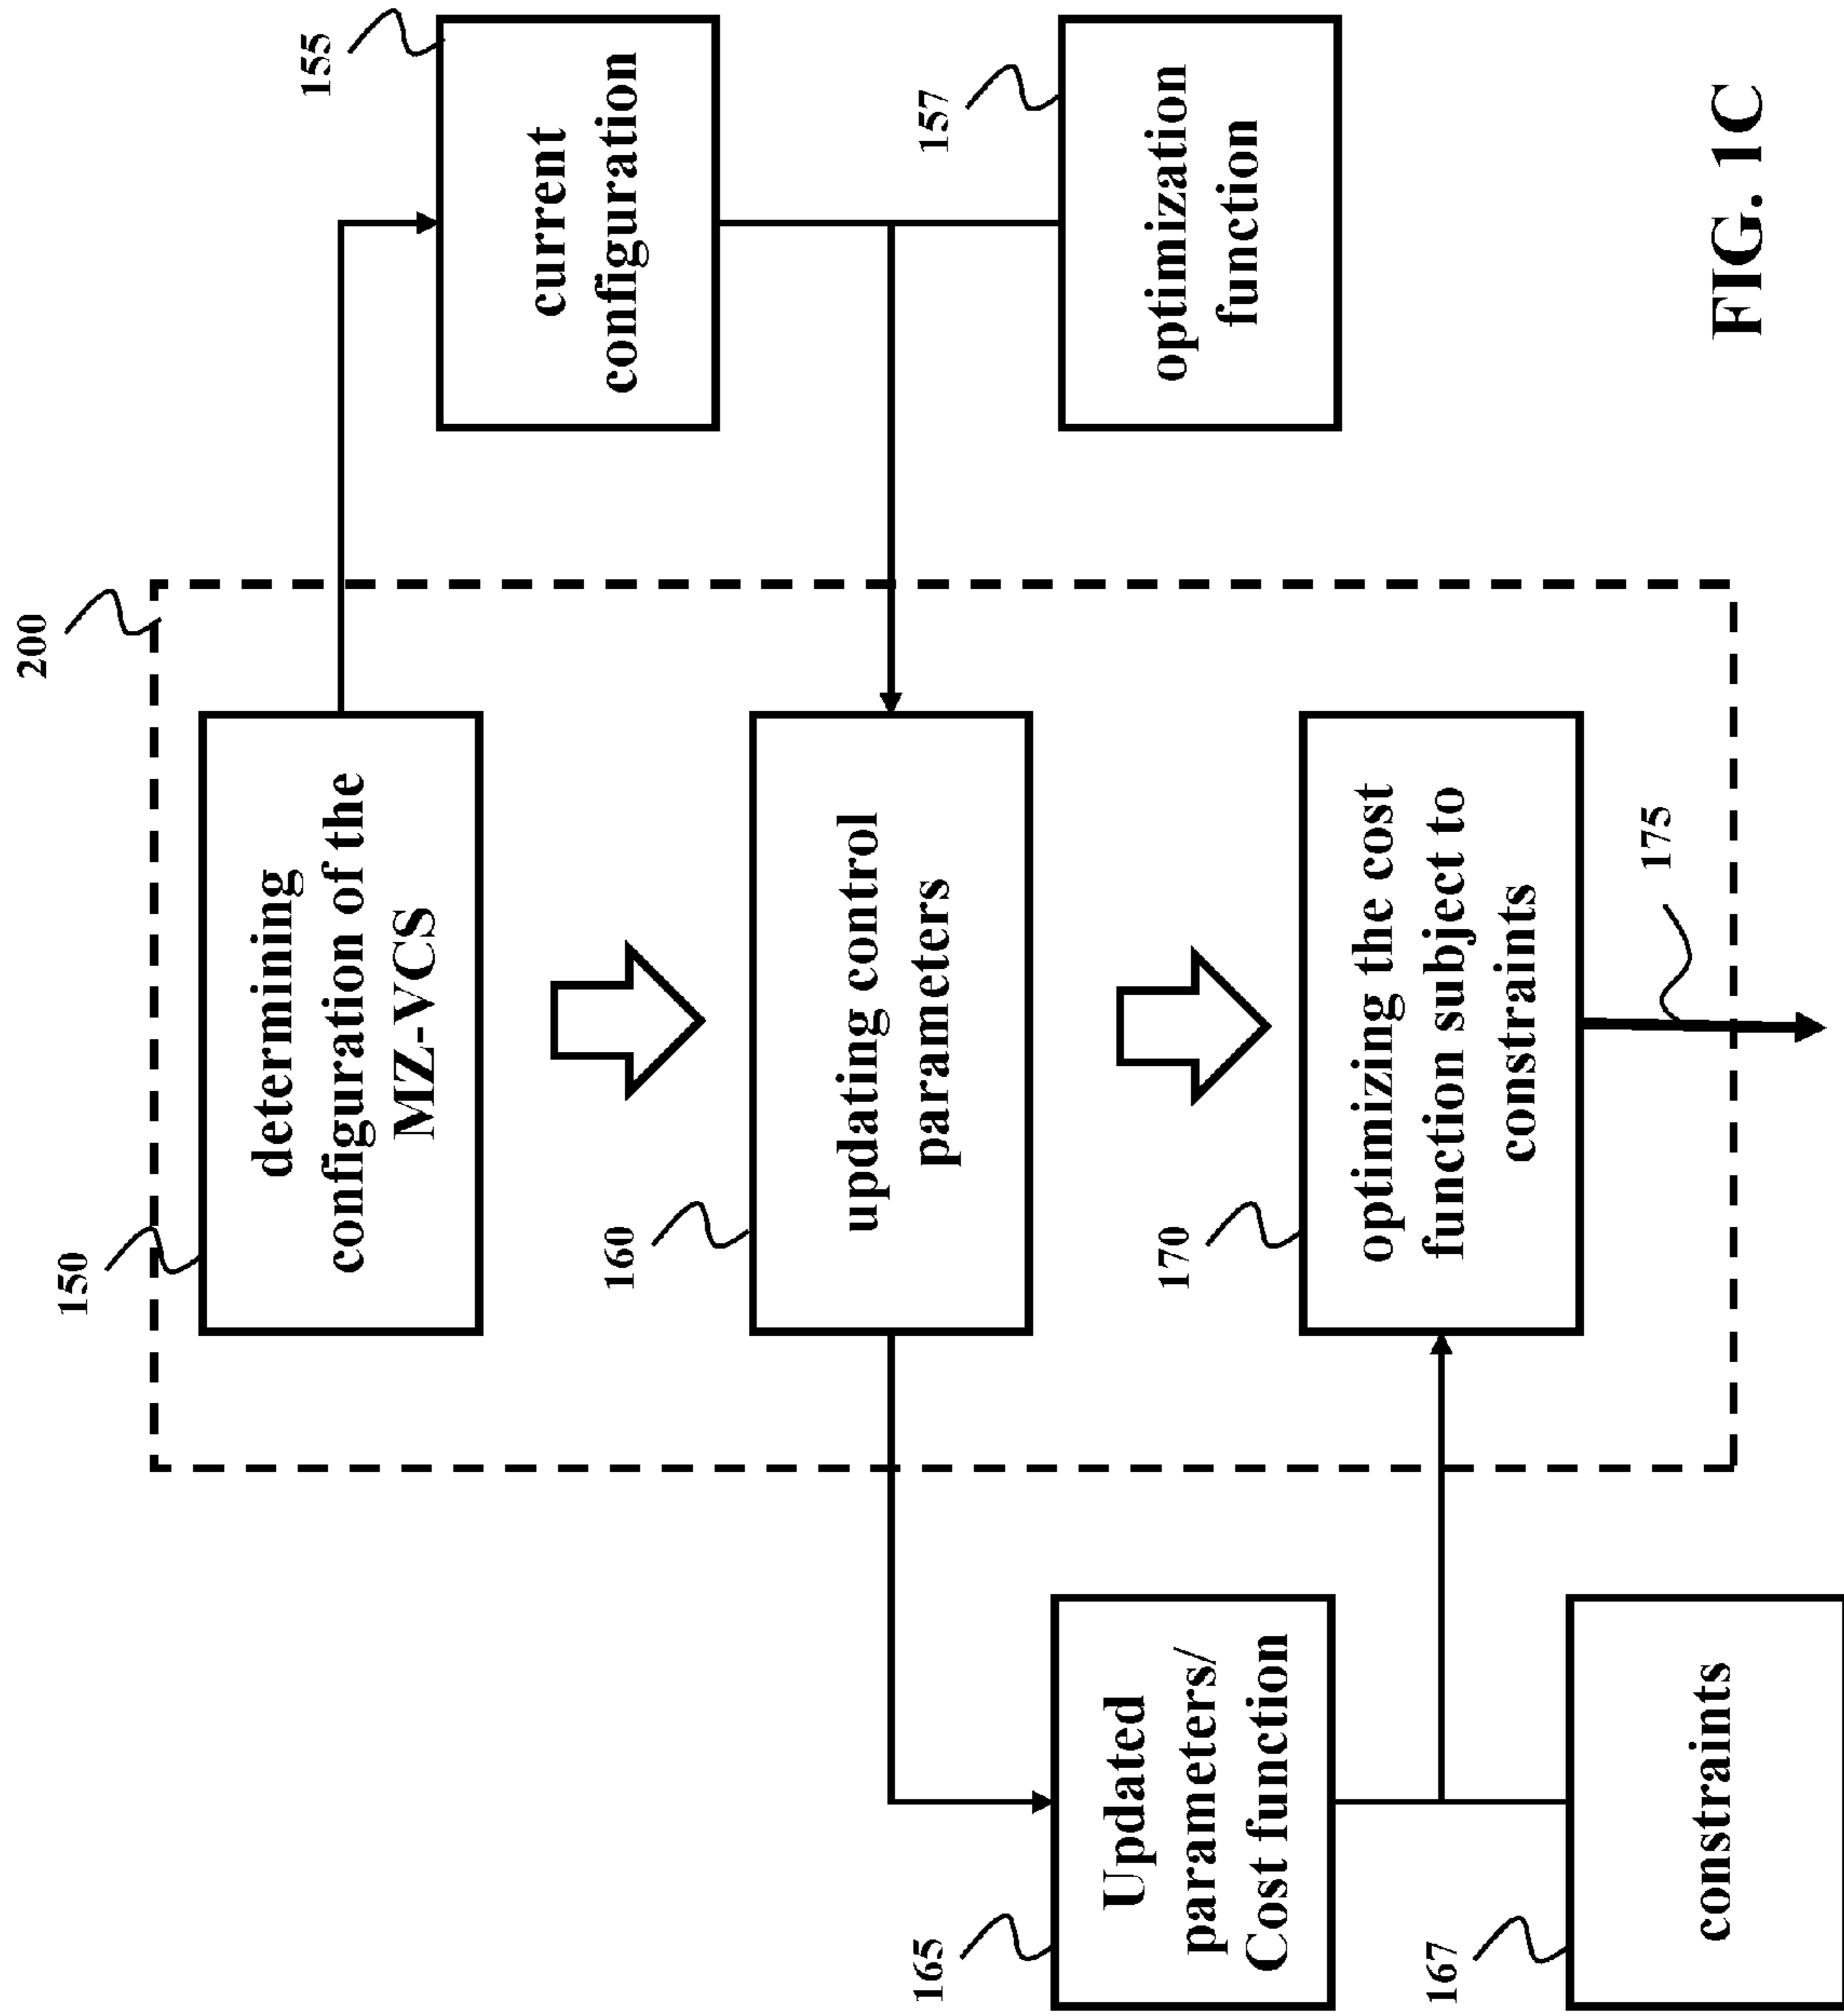 200
150
determining
configuration of the
MZ-VCS
155
current
configuration
160
updating control
parameters
157
optimization
function
165
Updated
parameters/
Cost function
170
optimizing the cost
function subject to
constraints
167
constraints
175
FIG. 1C